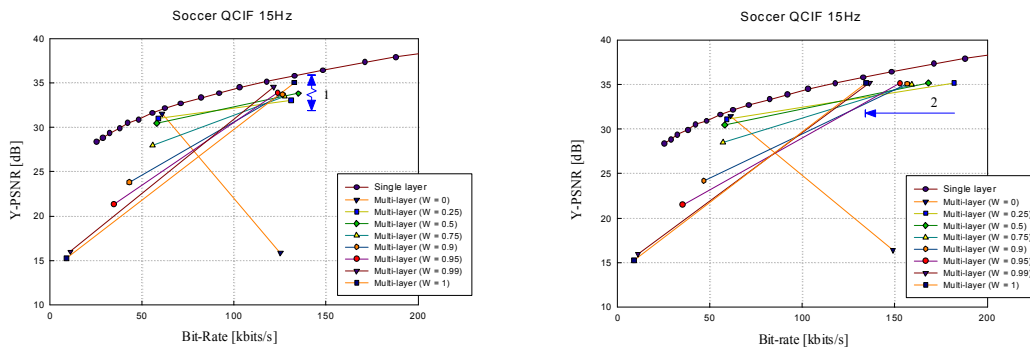 Soccer QCIF 15Hz
Y-PSNR [dB]
40
35
30
25
20
15
10
1
Single layer
Multi-layer (W = 0)
Multi-layer (W = 0.25)
Multi-layer (W = 0.5)
Multi-layer (W = 0.75)
Multi-layer (W = 0.9)
Multi-layer (W = 0.95)
Multi-layer (W = 0.99)
Multi-layer (W = 1)
0 50 100 150 200
Bit-Rate [kbits/s]
Soccer QCIF 15Hz
Y-PSNR [dB]
40
35
30
25
20
15
10
2
Single layer
Multi-layer (W = 0)
Multi-layer (W = 0.25)
Multi-layer (W = 0.5)
Multi-layer (W = 0.75)
Multi-layer (W = 0.9)
Multi-layer (W = 0.95)
Multi-layer (W = 0.99)
Multi-layer (W = 1)
0 50 100 150 200
Bit-rate [kbits/s]